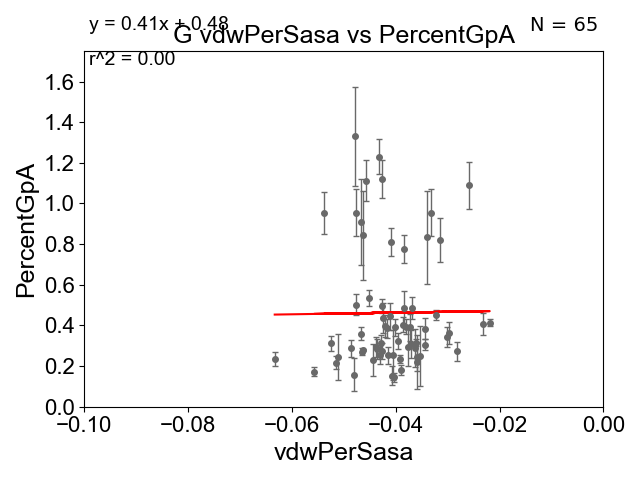 y = 0.41x + 0.48
N = 65
G vdwPerSasa vs PercentGpA
r^2 = 0.00
1.6
1.4
1.2
1.0
0.8
0.6
0.4
0.2
0.0
PercentGpA
−0.10
−0.08
−0.06
−0.04
−0.02
0.00
vdwPerSasa